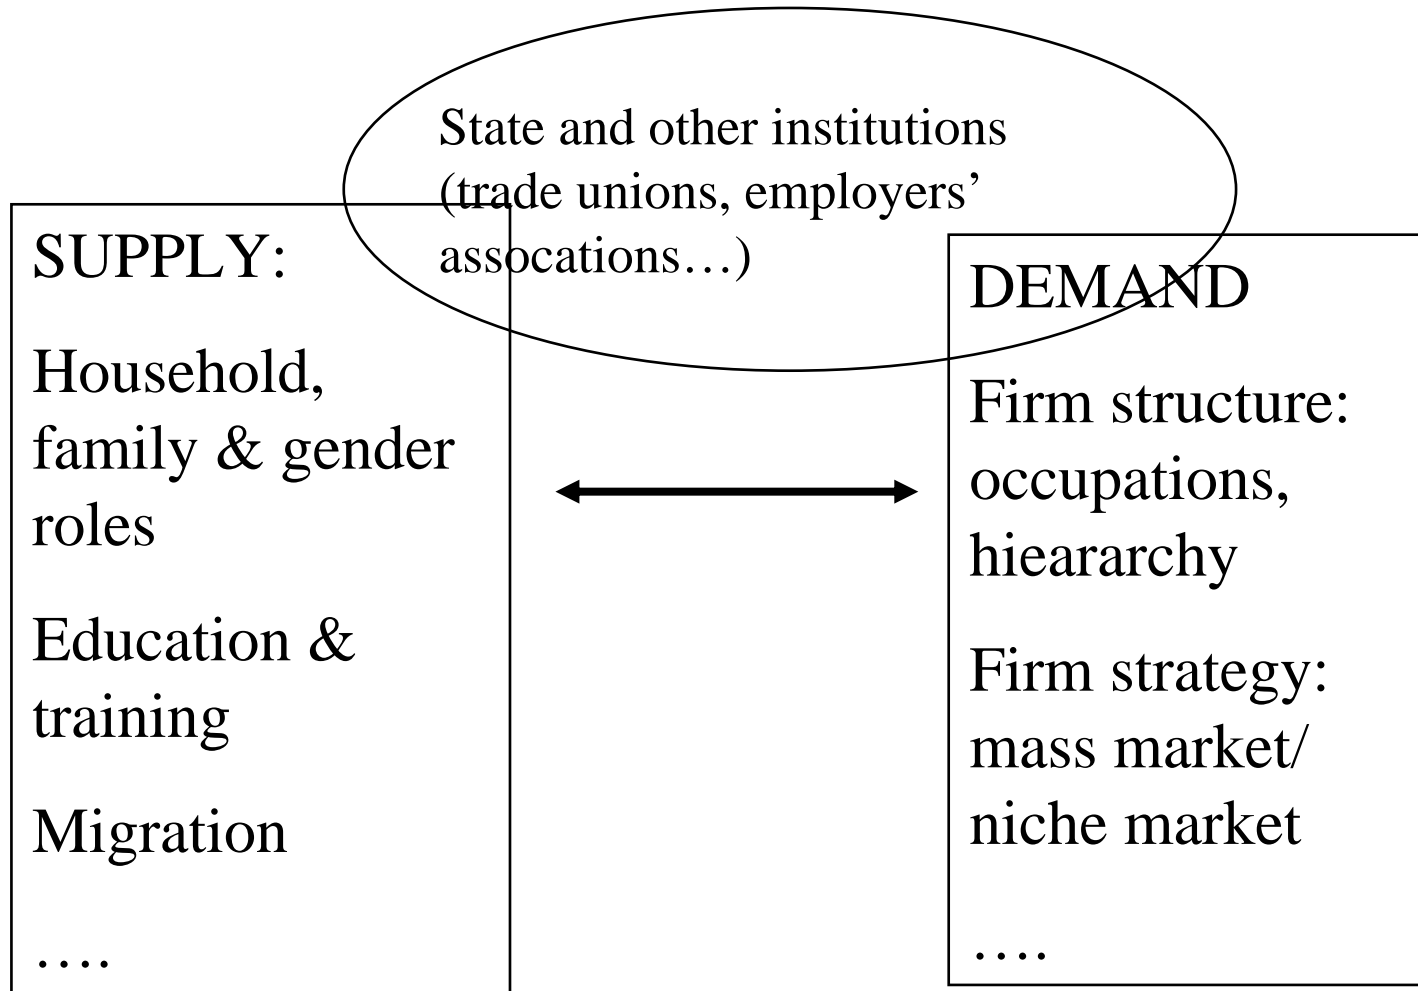 State and other institutions
(trade unions, employers’
assocations…)
SUPPLY:
Household,
family & gender
roles
Education &
training
Migration
….
DEMAND
Firm structure:
occupations,
hieararchy
Firm strategy:
mass market/
niche market
….